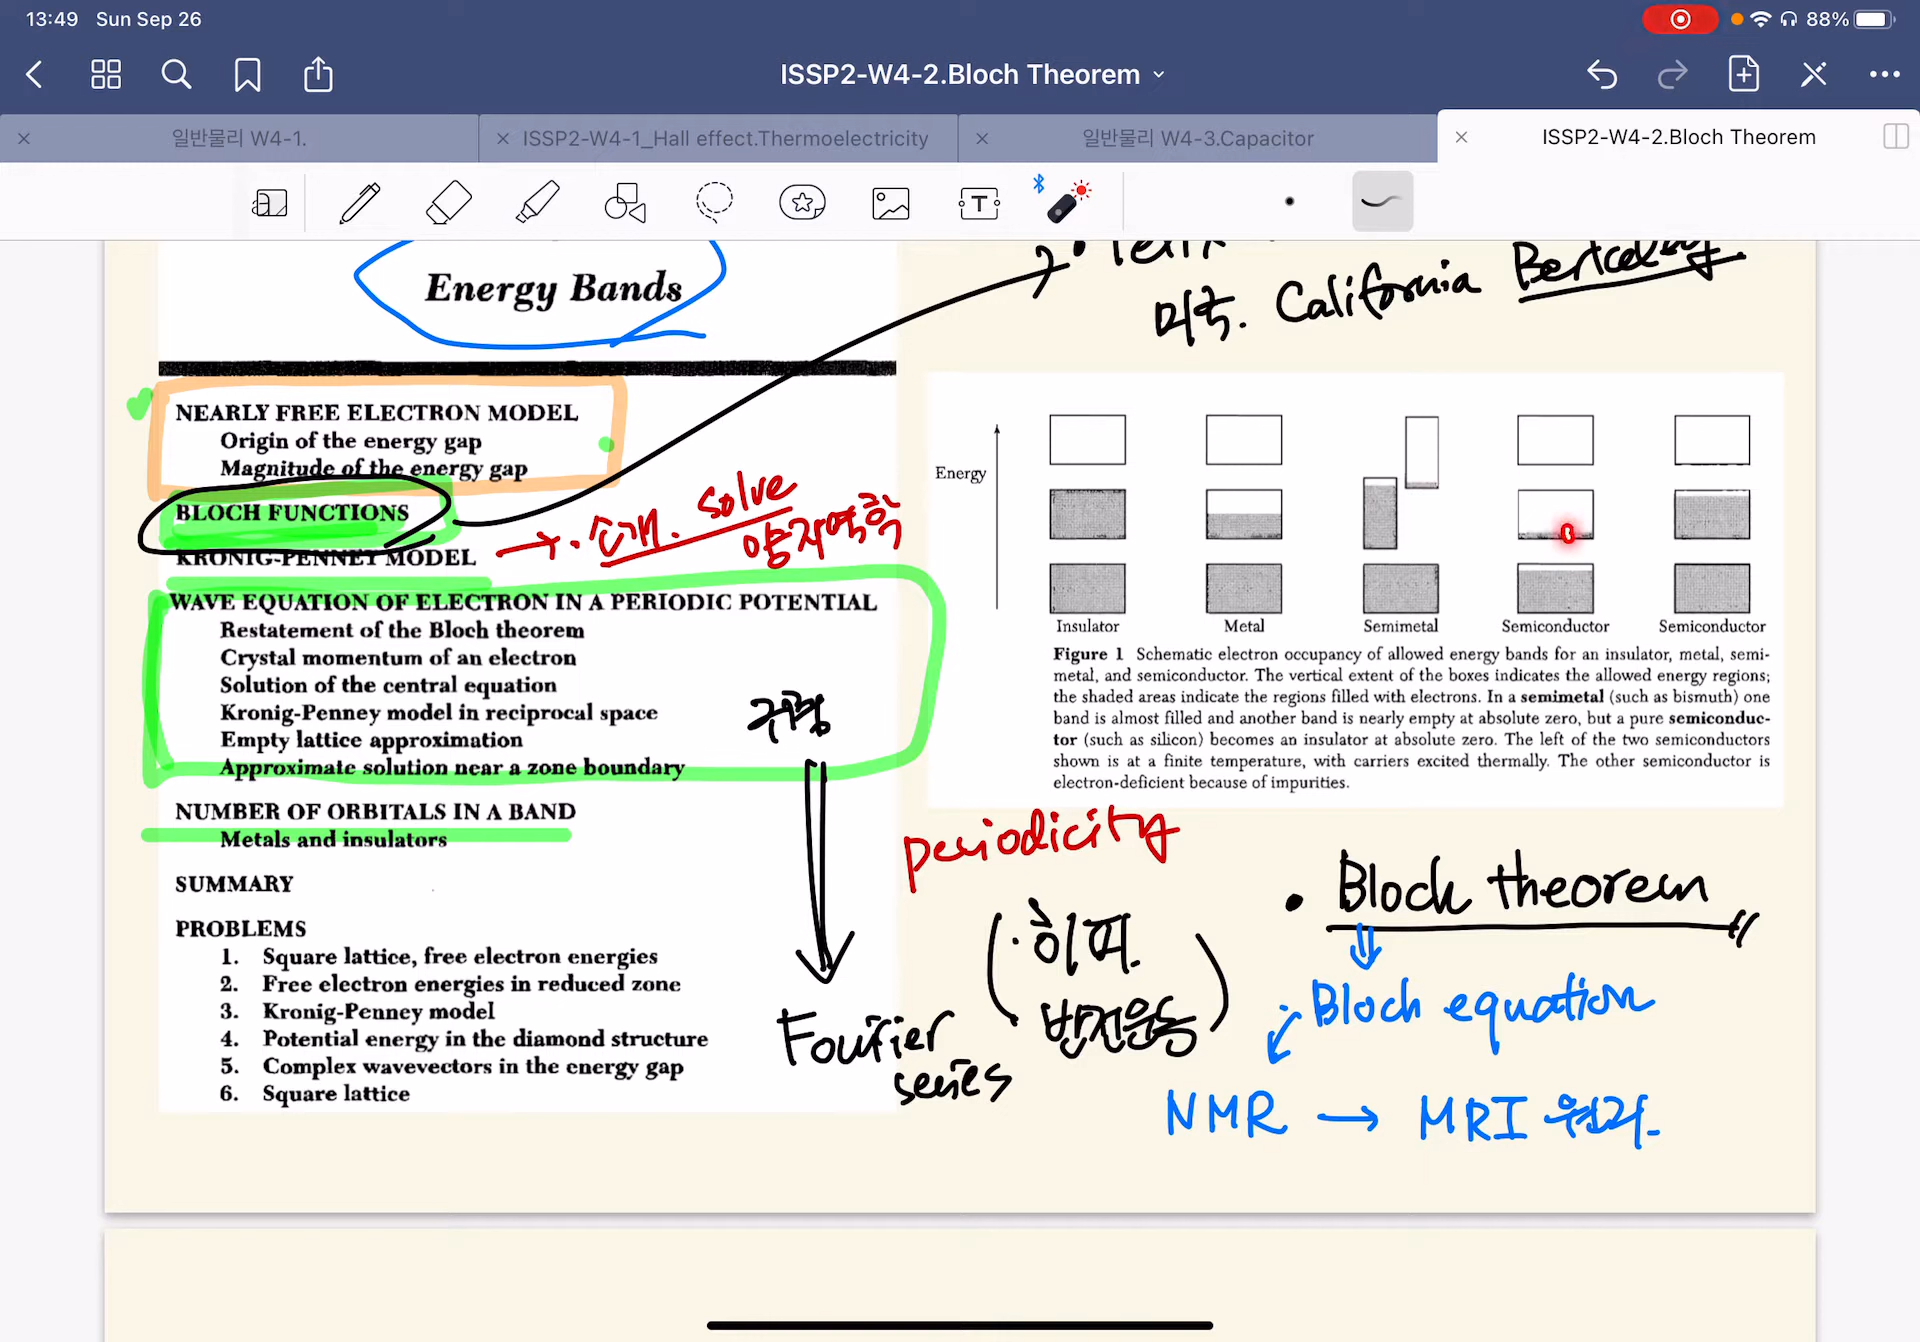 13:49 Sun Sep 26
88%
ISSP2-W4-2.Bloch Theorem
일반물리 W4-1.
ISSP2-W4-1_Hall effect.Thermoelectricity
일반물리 W4-3.Capacitor
ISSP2-W4-2.Bloch Theorem
Energy Bands
NEARLY FREE ELECTRON MODEL
Origin of the energy gap
Magnitude of the energy gap
BLOCH FUNCTIONS
KRONIG-PENNEY MODEL
WAVE EQUATION OF ELECTRON IN A PERIODIC POTENTIAL
Restatement of the Bloch theorem
Crystal momentum of an electron
Solution of the central equation
Kronig-Penney model in reciprocal space
Empty lattice approximation
Approximate solution near a zone boundary
NUMBER OF ORBITALS IN A BAND
Metals and insulators
SUMMARY
PROBLEMS
1. Square lattice, free electron energies
2. Free electron energies in reduced zone
3. Kronig-Penney model
4. Potential energy in the diamond structure
5. Complex wavevectors in the energy gap
6. Square lattice
→ . 소개. solve
양자역학
Fourier
series
미국. California Berkeley
Energy
Insulator Metal Semimetal Semiconductor Semiconductor
Figure 1 Schematic electron occupancy of allowed energy bands for an insulator, metal, semi-
metal, and semiconductor. The vertical extent of the boxes indicates the allowed energy regions;
the shaded areas indicate the regions filled with electrons. In a semimetal (such as bismuth) one
band is almost filled and another band is nearly empty at absolute zero, but a pure semiconduc-
tor (such as silicon) becomes an insulator at absolute zero. The left of the two semiconductors
shown is at a finite temperature, with carriers excited thermally. The other semiconductor is
electron-deficient because of impurities.
periodicity
(· 히피.
반전운동)
• Bloch theorem
Bloch equation
NMR → MRI 원리.